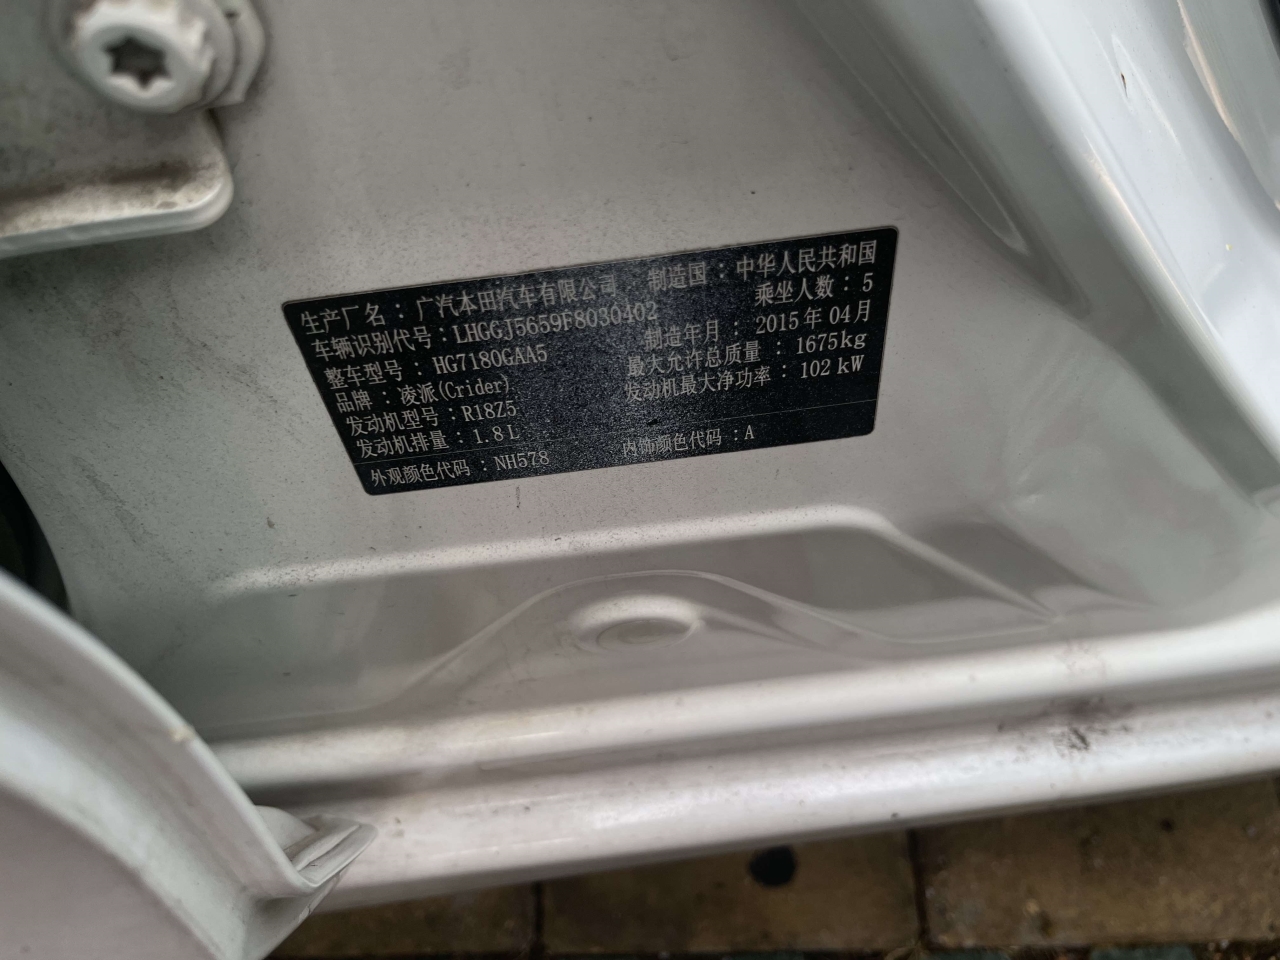 生产厂名：广汽本田汽车有限公司 制造国：中华人民共和国
车辆识别代号：LHGGJ5659F8030402 乘坐人数：5
整车型号：HG7180GAA5 制造年月：2015年04月
品牌：凌派(Crider) 最大允许总质量：1675kg
发动机型号：R18Z5 发动机最大净功率：102kW
发动机排量：1.8L
外观颜色代码：NH578 内饰颜色代码：A